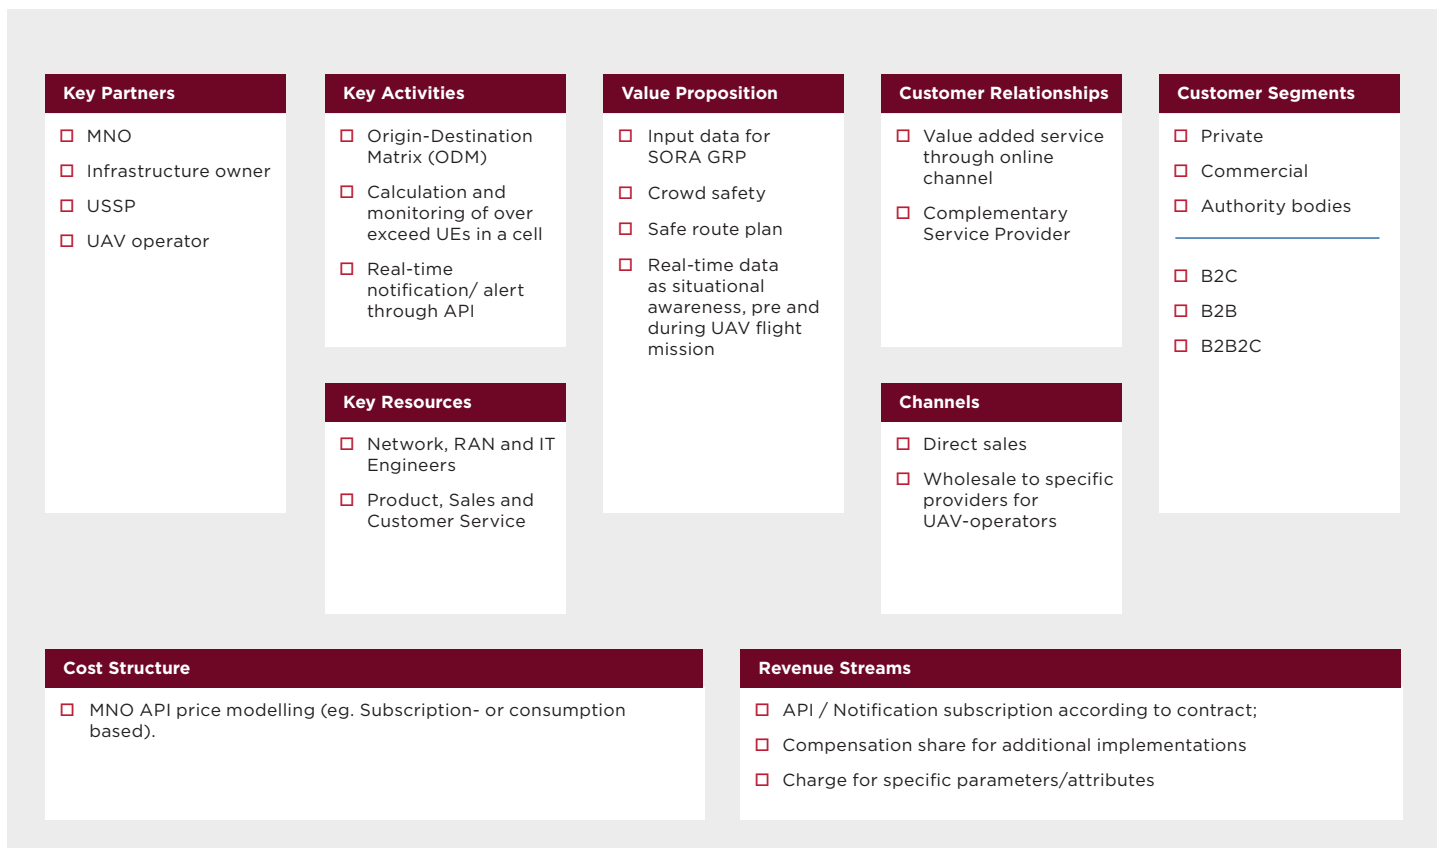 Key Partners
MNO
Infrastructure owner
USSP
UAV operator
Key Activities
Origin-Destination
Matrix (ODM)
Calculation and
monitoring of over
exceed UEs in a cell
Real-time
notification/ alert
through API
Key Resources
Network, RAN and IT
Engineers
Product, Sales and
Customer Service
Value Proposition
Input data for
SORA GRP
Crowd safety
Safe route plan
Real-time data
as situational
awareness, pre and
during UAV flight
mission
Customer Relationships
Value added service
through online
channel
Complementary
Service Provider
Channels
Direct sales
Wholesale to specific
providers for
UAV-operators
Customer Segments
Private
Commercial
Authority bodies
B2C
B2B
B2B2C
Cost Structure
MNO API price modelling (eg. Subscription- or consumption
based).
Revenue Streams
API / Notification subscription according to contract;
Compensation share for additional implementations
Charge for specific parameters/attributes